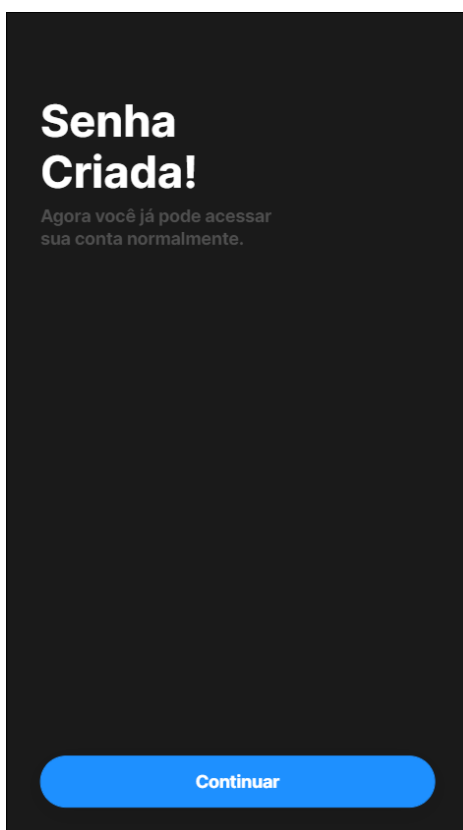 Senha
Criada!
Agora você já pode acessar
sua conta normalmente.
Continuar